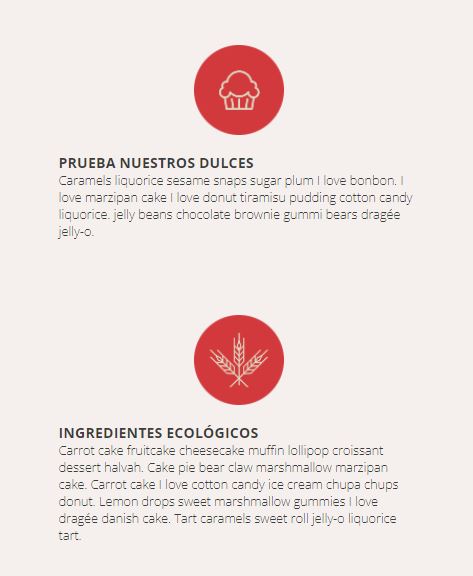 PRUEBA NUESTROS DULCES
Caramels liquorice sesame snaps sugar plum I love bonbon. I
love marzipan cake I love donut tiramisu pudding cotton candy
liquorice. jelly beans chocolate brownie gummi bears dragée
jelly-o.
INGREDIENTES ECOLÓGICOS
Carrot cake fruitcake cheesecake muffin lollipop croissant
dessert halvah. Cake pie bear claw marshmallow marzipan
cake. Carrot cake I love cotton candy ice cream chupa chups
donut. Lemon drops sweet marshmallow gummies I love
dragée danish cake. Tart caramels sweet roll jelly-o liquorice
tart.